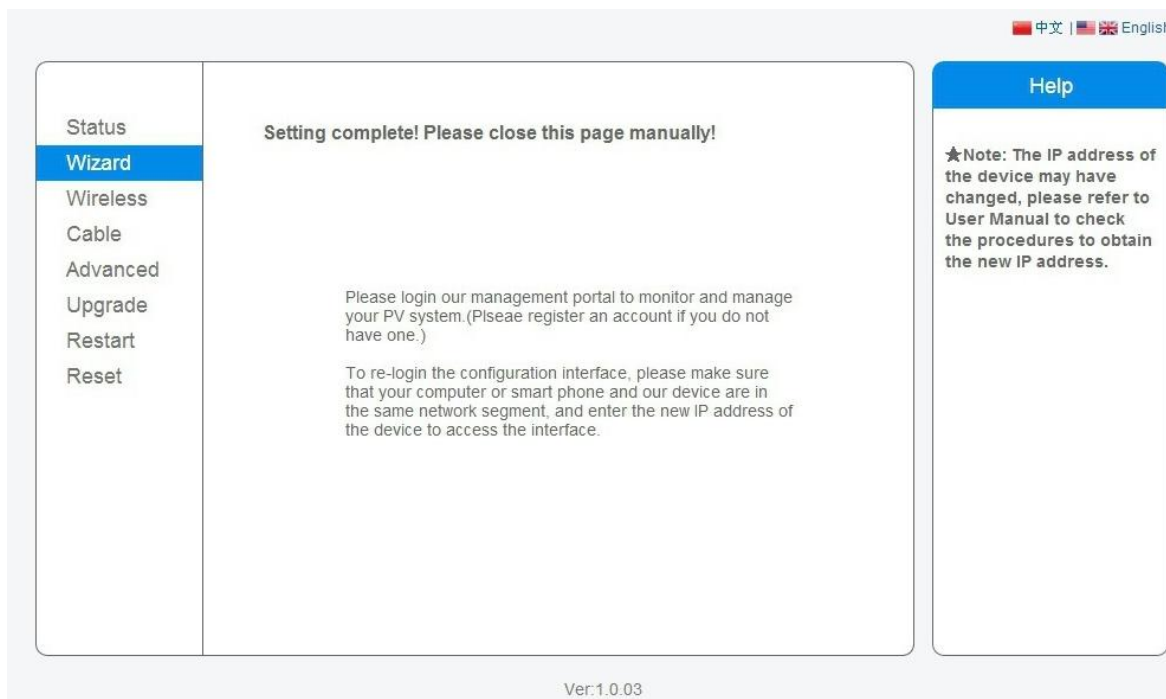 中文 | English
Status
Wizard
Wireless
Cable
Advanced
Upgrade
Restart
Reset
Setting complete! Please close this page manually!
Please login our management portal to monitor and manage
your PV system.(Plseae register an account if you do not
have one.)
To re-login the configuration interface, please make sure
that your computer or smart phone and our device are in
the same network segment, and enter the new IP address of
the device to access the interface.
Help
★Note: The IP address of
the device may have
changed, please refer to
User Manual to check
the procedures to obtain
the new IP address.
Ver:1.0.03